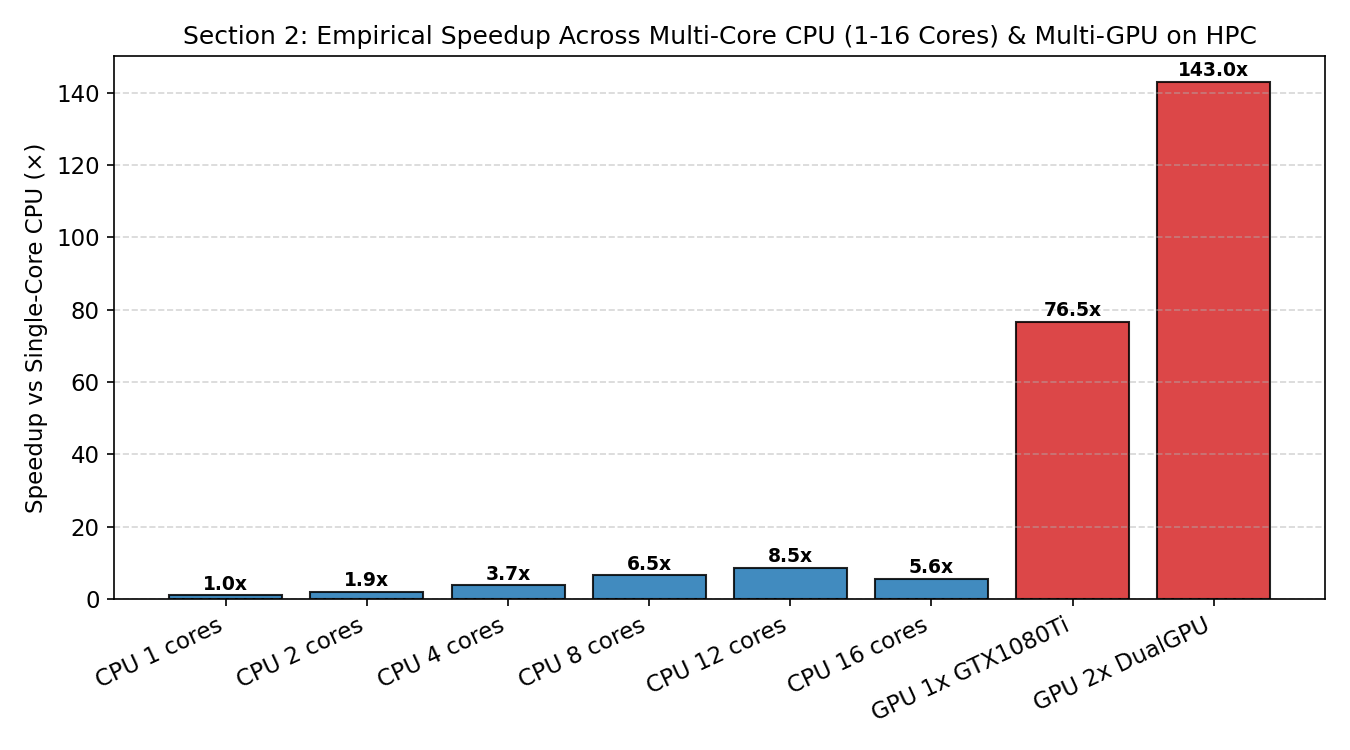 Section 2: Empirical Speedup Across Multi-Core CPU (1-16 Cores) & Multi-GPU on HPC
Speedup vs Single-Core CPU (×)
140
120
100
80
60
40
20
0
1.0x
1.9x
3.7x
6.5x
8.5x
5.6x
76.5x
143.0x
CPU 1 cores
CPU 2 cores
CPU 4 cores
CPU 8 cores
CPU 12 cores
CPU 16 cores
GPU 1x GTX1080Ti
GPU 2x DualGPU